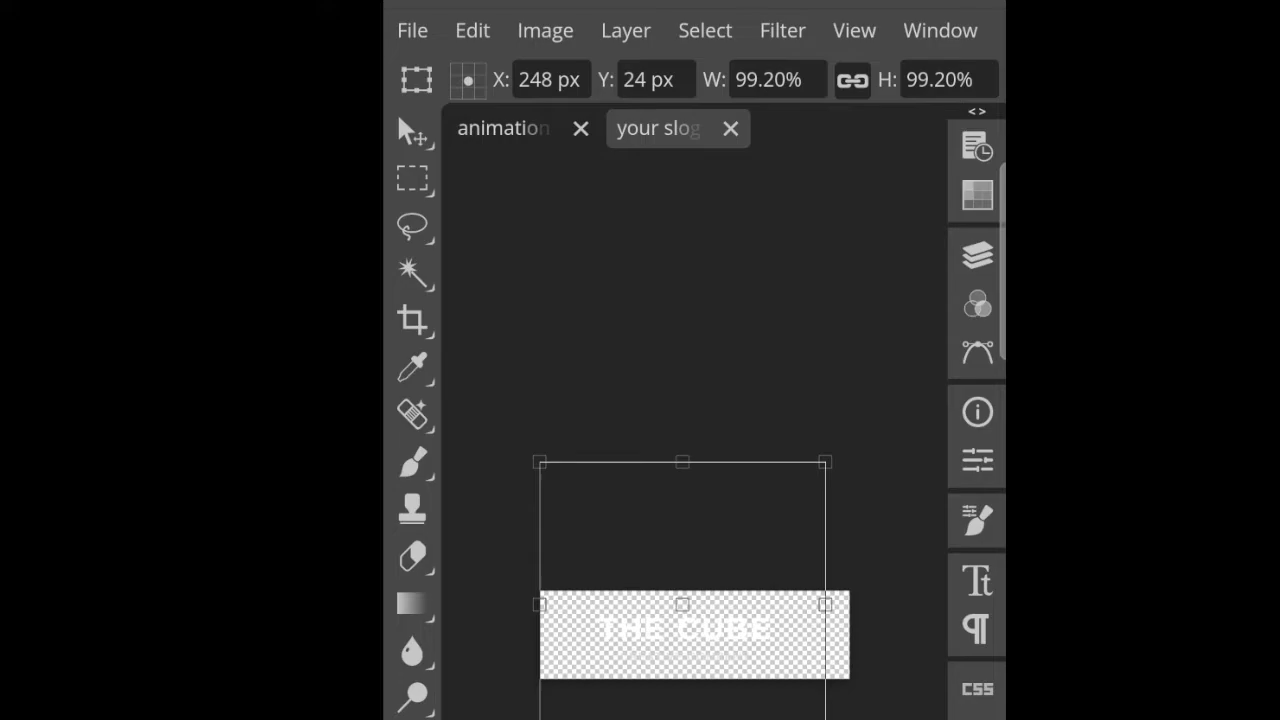 File Edit Image Layer Select Filter View Window
X: 248 px Y: 24 px W: 99.20% H: 99.20%
< >
animation your slog
THE CUBE
Tt
CSS